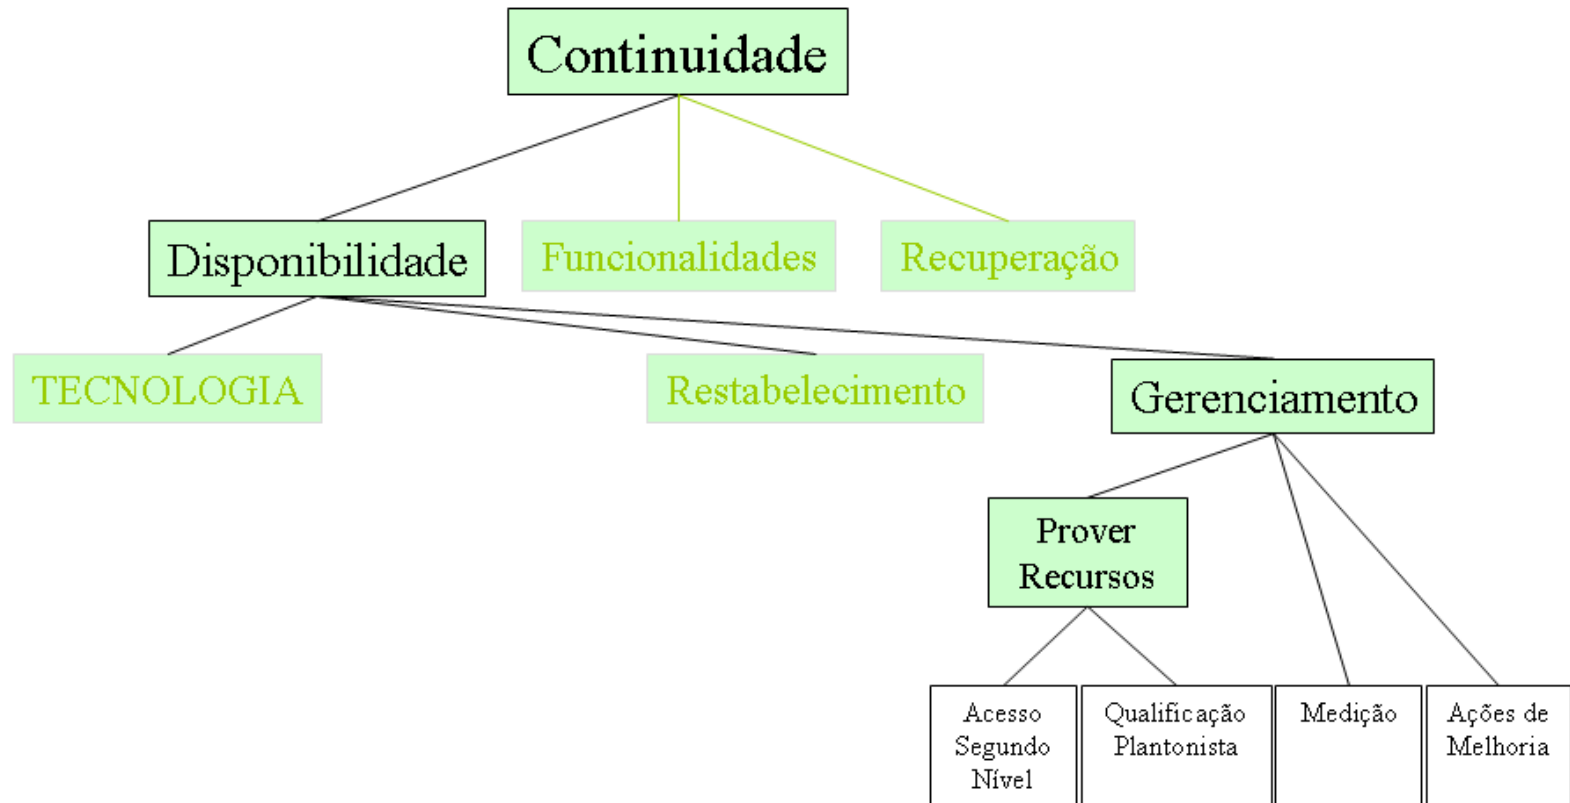 Continuidade
Disponibilidade
Funcionalidades
Recuperação
TECNOLOGIA
Restabelecimento
Gerenciamento
Prover
Recursos
Acesso
Segundo
Nível
Qualificação
Plantonista
Medição
Ações de
Melhoria